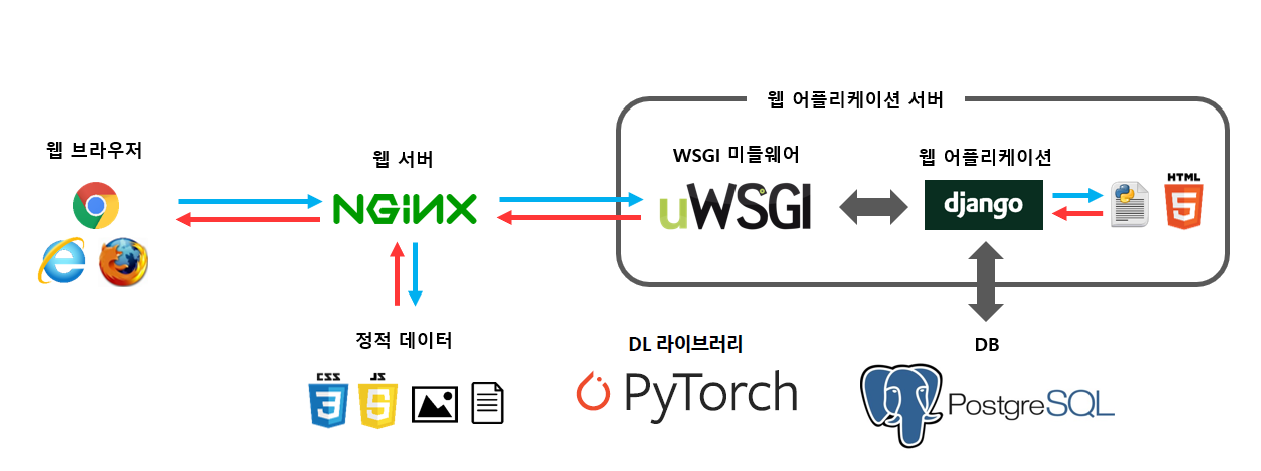 웹 어플리케이션 서버
웹 브라우저
웹 서버
WSGI 미들웨어
웹 어플리케이션
NGiNX
uWSGI
django
HTML
5
정적 데이터
DL 라이브러리
DB
CSS
3
JS
5
PyTorch
PostgreSQL